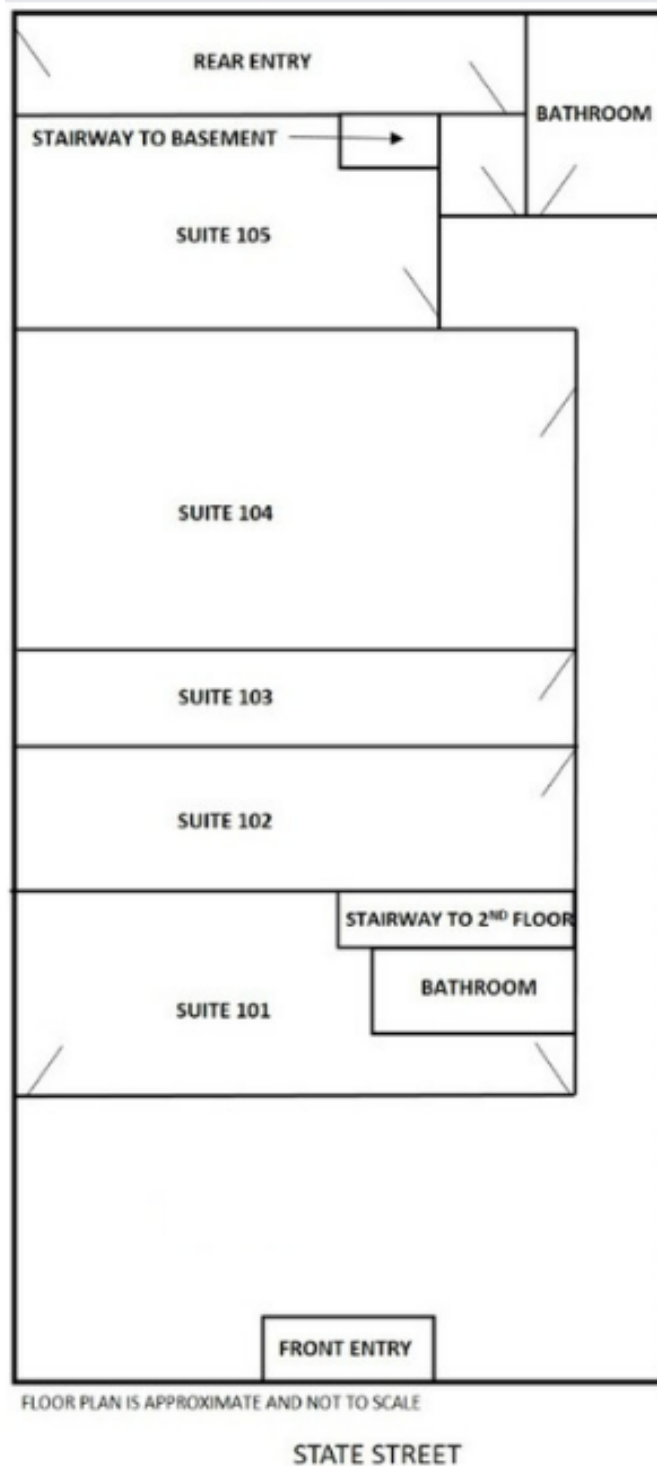 REAR ENTRY
BATHROOM
STAIRWAY TO BASEMENT
SUITE 105
SUITE 104
SUITE 103
SUITE 102
STAIRWAY TO 2ND FLOOR
BATHROOM
SUITE 101
FRONT ENTRY
FLOOR PLAN IS APPROXIMATE AND NOT TO SCALE
STATE STREET